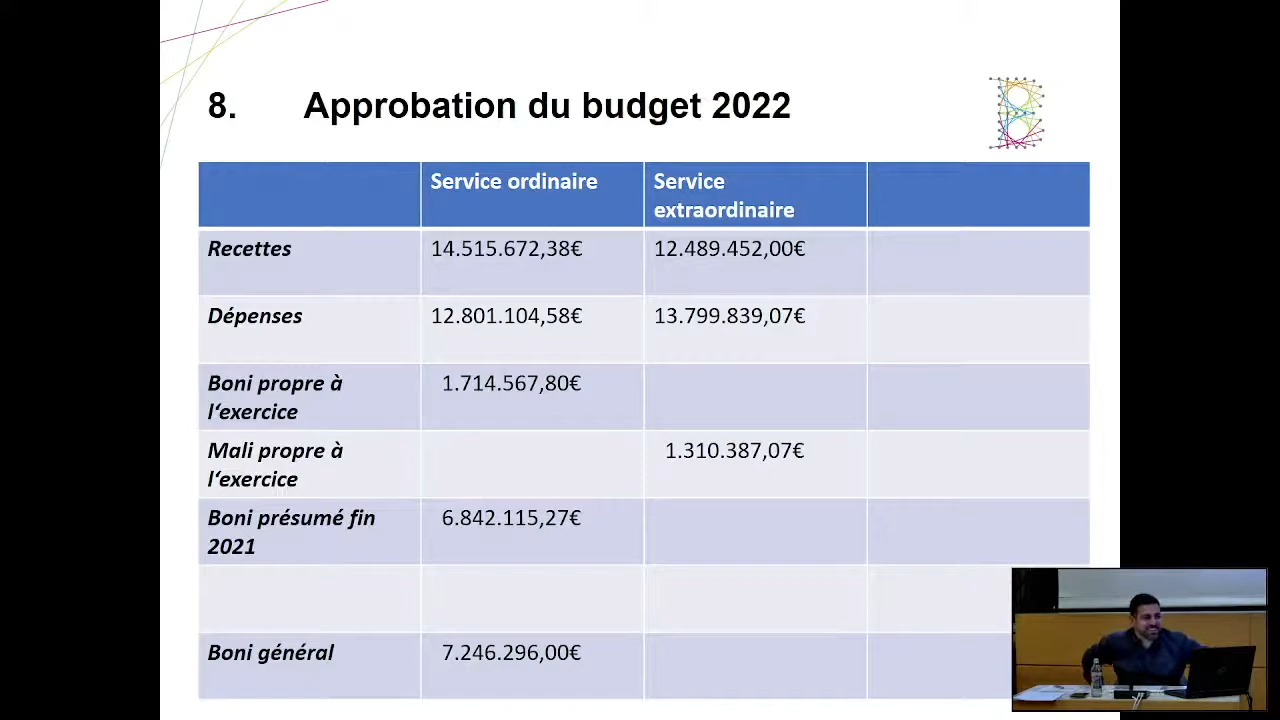 8. Approbation du budget 2022
Service ordinaire
Service
extraordinaire
Recettes 14.515.672,38€ 12.489.452,00€
Dépenses 12.801.104,58€ 13.799.839,07€
Boni propre à 1.714.567,80€
l‘exercice
Mali propre à 1.310.387,07€
l‘exercice
Boni présumé fin 6.842.115,27€
2021
Boni général 7.246.296,00€